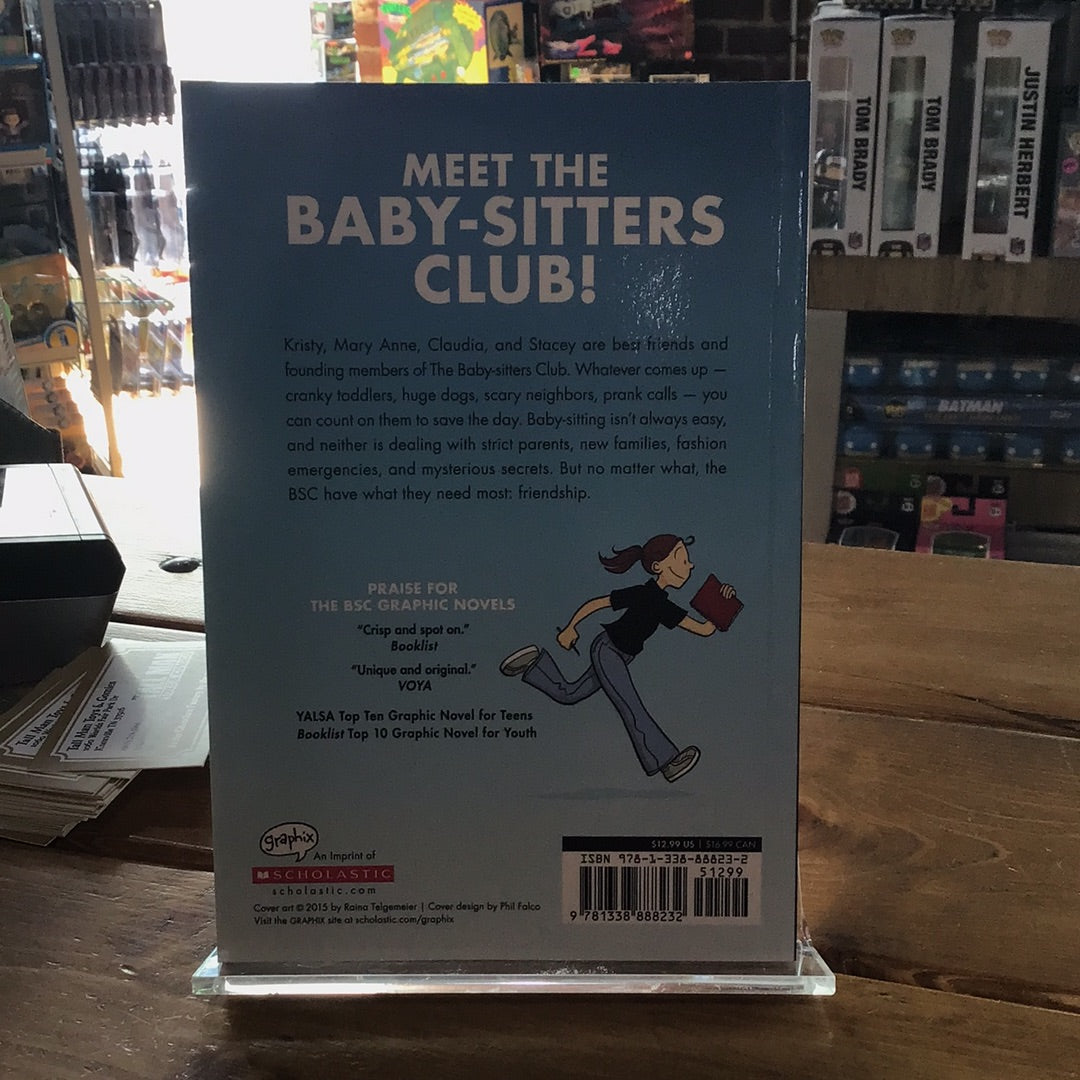 MEET THE
BABY-SITTERS
CLUB!
Kristy, Mary Anne, Claudia, and Stacey are best friends and
founding members of The Baby-sitters Club. Whatever comes up —
cranky toddlers, huge dogs, scary neighbors, prank calls — you
can count on them to save the day. Baby-sitting isn't always easy,
and neither is dealing with strict parents, new families, fashion
emergencies, and mysterious secrets. But no matter what, the
BSC have what they need most: friendship.
PRAISE FOR
THE BSC GRAPHIC NOVELS
"Crisp and spot on."
Booklist
"Unique and original."
VOYA
YALSA Top Ten Graphic Novel for Teens
Booklist Top 10 Graphic Novel for Youth
graphix
An Imprint of
SCHOLASTIC
scholastic.com
Cover art © 2015 by Raina Telgemeier | Cover design by Phil Falco
Visit the GRAPHIX site at scholastic.com/graphix
$12.99 US | $16.99 CAN
ISBN 978-1-338-88823-2
51299
9 781338 888232
TOM BRADY
TOM BRADY
JUSTIN HERBERT
BATMAN
Tall Man Toys & Comics
Tall Man Toys